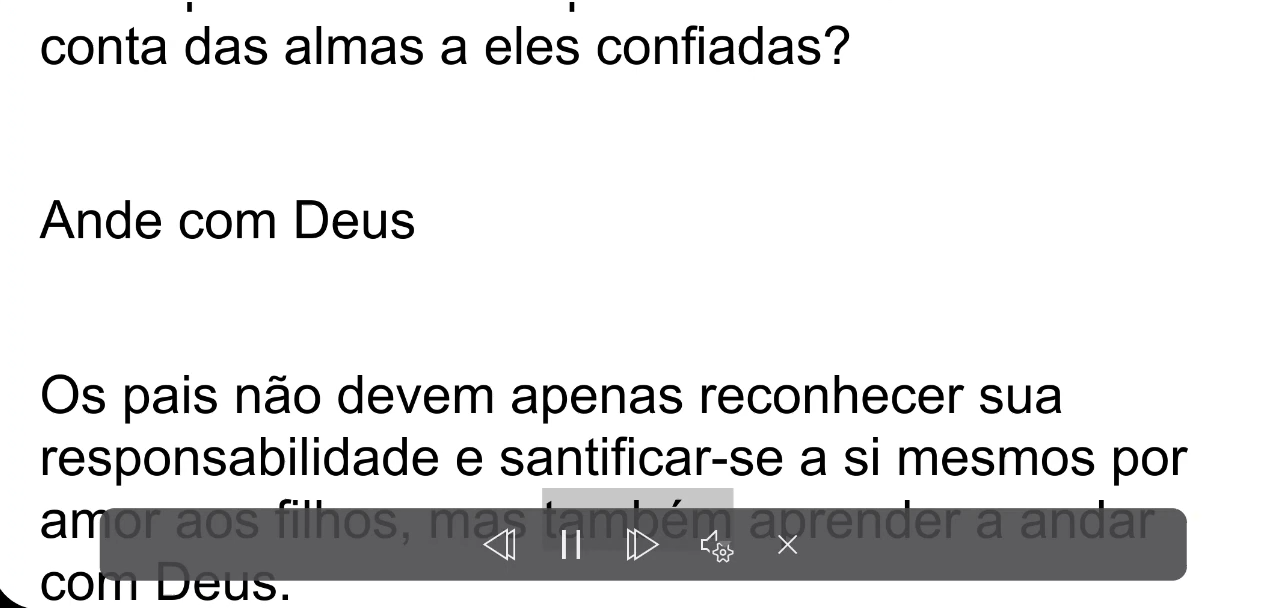 conta das almas a eles confiadas?
Ande com Deus
Os pais não devem apenas reconhecer sua
responsabilidade e santificar-se a si mesmos por
amor aos filhos, mas também aprender a andar
com Deus.